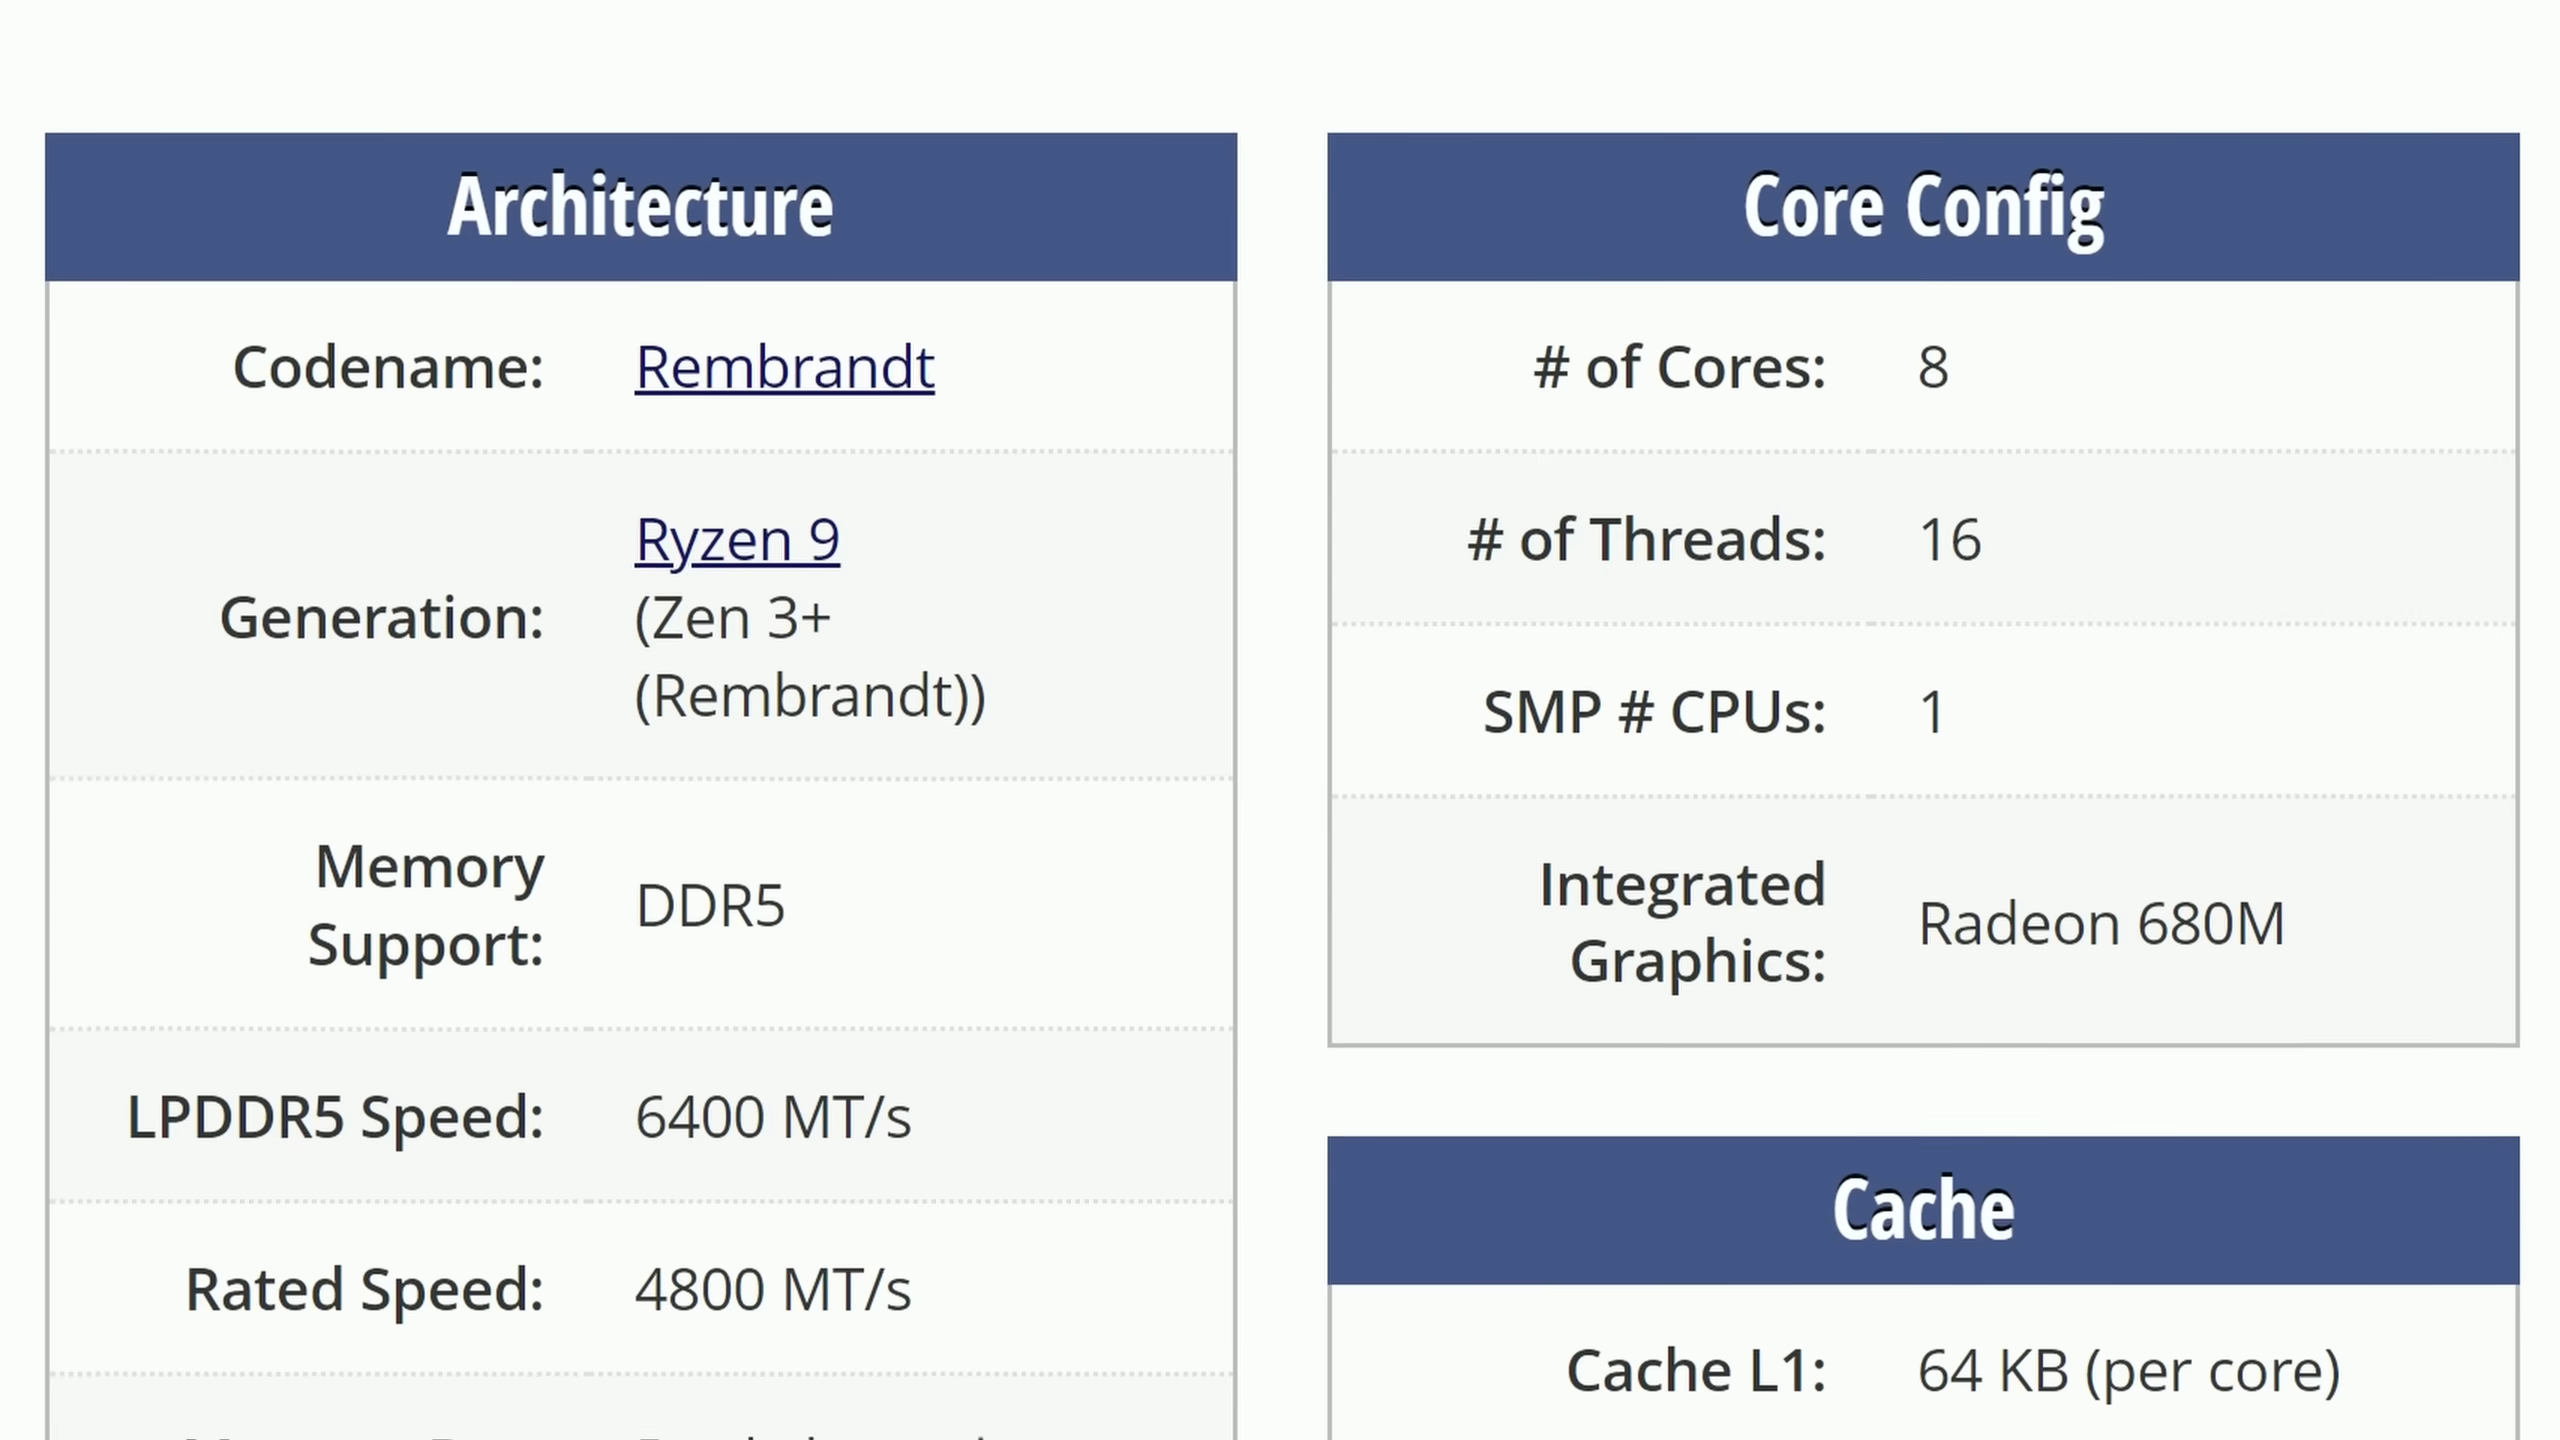 Architecture
Codename: Rembrandt
Generation: Ryzen 9
(Zen 3+
(Rembrandt))
Memory
Support: DDR5
LPDDR5 Speed: 6400 MT/s
Rated Speed: 4800 MT/s
Core Config
# of Cores: 8
# of Threads: 16
SMP # CPUs: 1
Integrated
Graphics: Radeon 680M
Cache
Cache L1: 64 KB (per core)